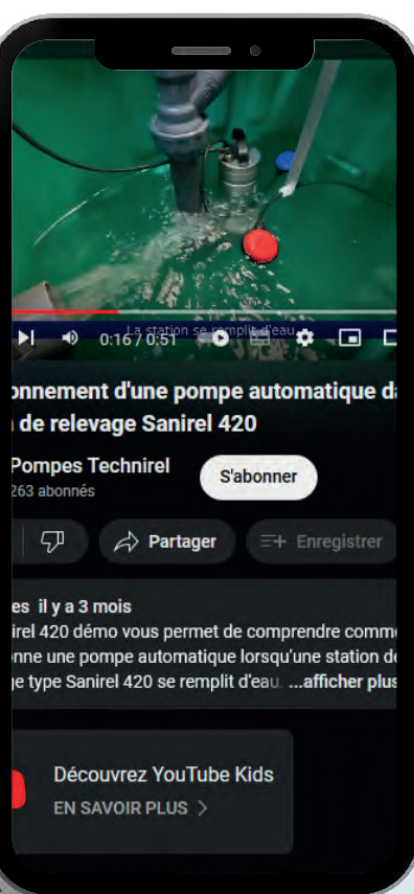 La station se remplit d'eau
0:16 / 0:51
onnement d'une pompe automatique da
de relevage Sanirel 420
Pompes Technirel
263 abonnés
S'abonner
Partager
Enregistrer
es il y a 3 mois
irel 420 démo vous permet de comprendre comme
onne une pompe automatique lorsqu'une station de
ge type Sanirel 420 se remplit d'eau. ...afficher plus
Découvrez YouTube Kids
EN SAVOIR PLUS